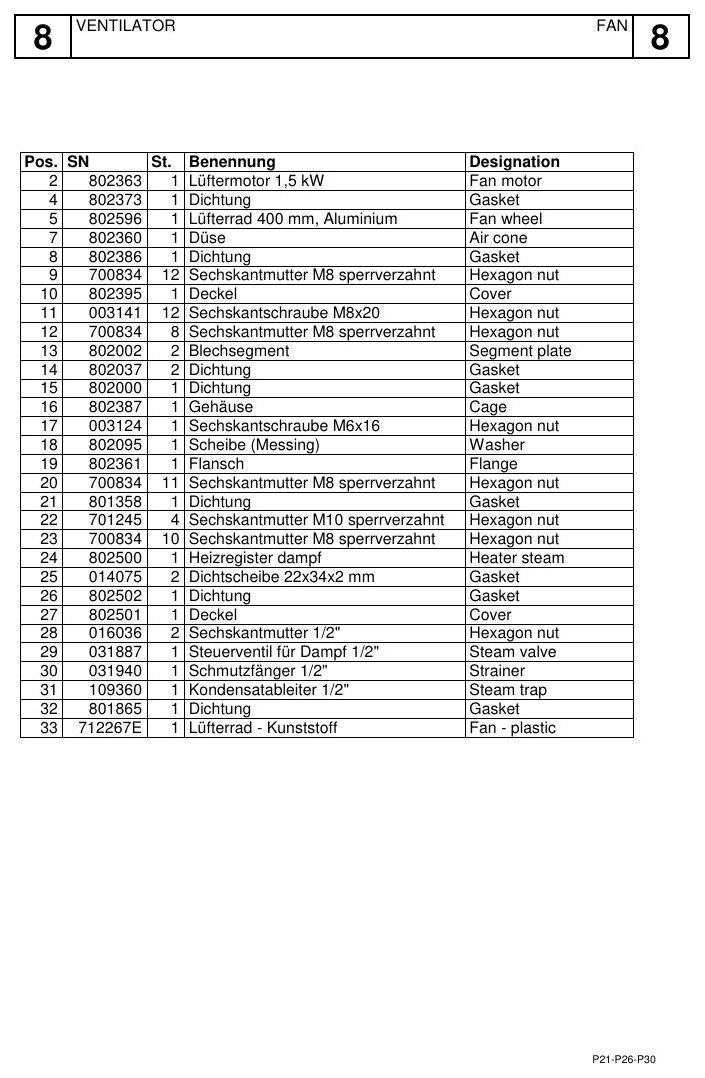 8 VENTILATOR FAN 8
Pos. SN St. Benennung Designation
2 802363 1 Lüftermotor 1,5 kW Fan motor
4 802373 1 Dichtung Gasket
5 802596 1 Lüfterrad 400 mm, Aluminium Fan wheel
7 802360 1 Düse Air cone
8 802386 1 Dichtung Gasket
9 700834 12 Sechskantmutter M8 sperrverzahnt Hexagon nut
10 802395 1 Deckel Cover
11 003141 12 Sechskantschraube M8x20 Hexagon nut
12 700834 8 Sechskantmutter M8 sperrverzahnt Hexagon nut
13 802002 2 Blechsegment Segment plate
14 802037 2 Dichtung Gasket
15 802000 1 Dichtung Gasket
16 802387 1 Gehäuse Cage
17 003124 1 Sechskantschraube M6x16 Hexagon nut
18 802095 1 Scheibe (Messing) Washer
19 802361 1 Flansch Flange
20 700834 11 Sechskantmutter M8 sperrverzahnt Hexagon nut
21 801358 1 Dichtung Gasket
22 701245 4 Sechskantmutter M10 sperrverzahnt Hexagon nut
23 700834 10 Sechskantmutter M8 sperrverzahnt Hexagon nut
24 802500 1 Heizregister dampf Heater steam
25 014075 2 Dichtscheibe 22x34x2 mm Gasket
26 802502 1 Dichtung Gasket
27 802501 1 Deckel Cover
28 016036 2 Sechskantmutter 1/2" Hexagon nut
29 031887 1 Steuerventil für Dampf 1/2" Steam valve
30 031940 1 Schmutzfänger 1/2" Strainer
31 109360 1 Kondensatableiter 1/2" Steam trap
32 801865 1 Dichtung Gasket
33 712267E 1 Lüfterrad - Kunststoff Fan - plastic
P21-P26-P30